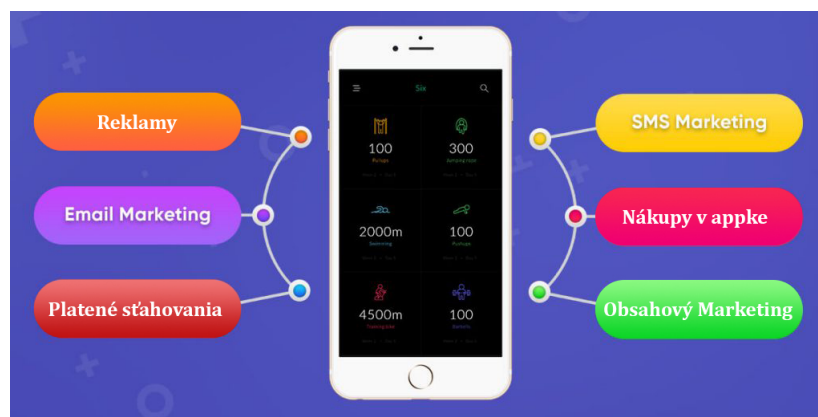 Reklamy
Email Marketing
Platené sťahovania
Six
100
Pullups
300
Jumping rope
2000m
Swimming
100
Pushups
4500m
100
SMS Marketing
Nákupy v appke
Obsahový Marketing